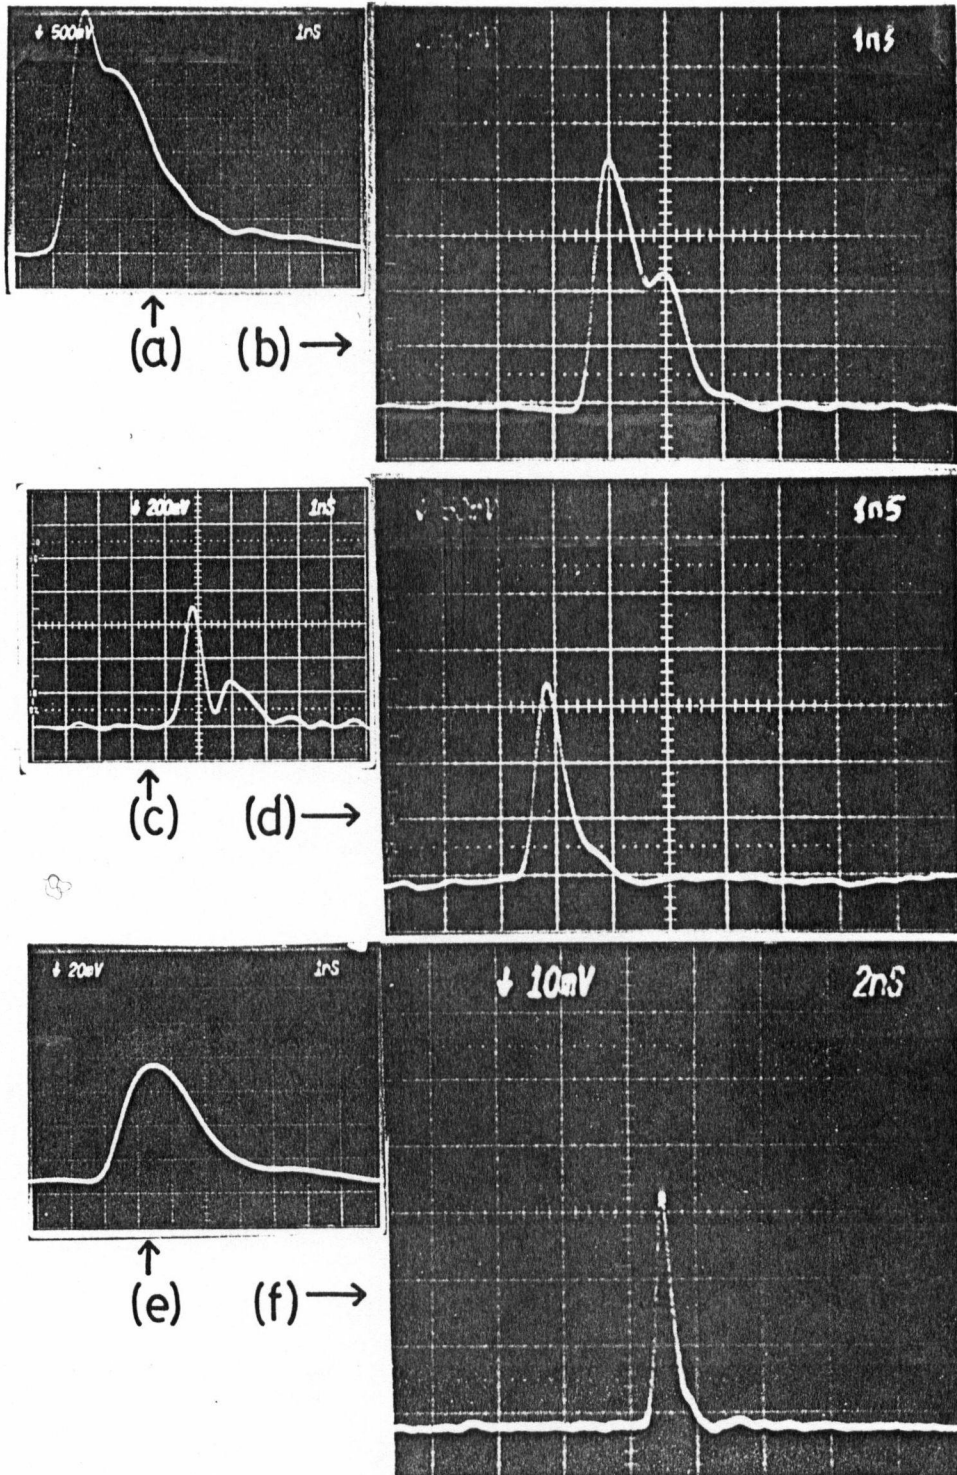 ↓ 500mV 1nS
1nS
(a) (b)
↓ 200mV 1nS
1nS
(c) (d)
↓ 20mV 1nS
↓ 10mV 2nS
(e) (f)